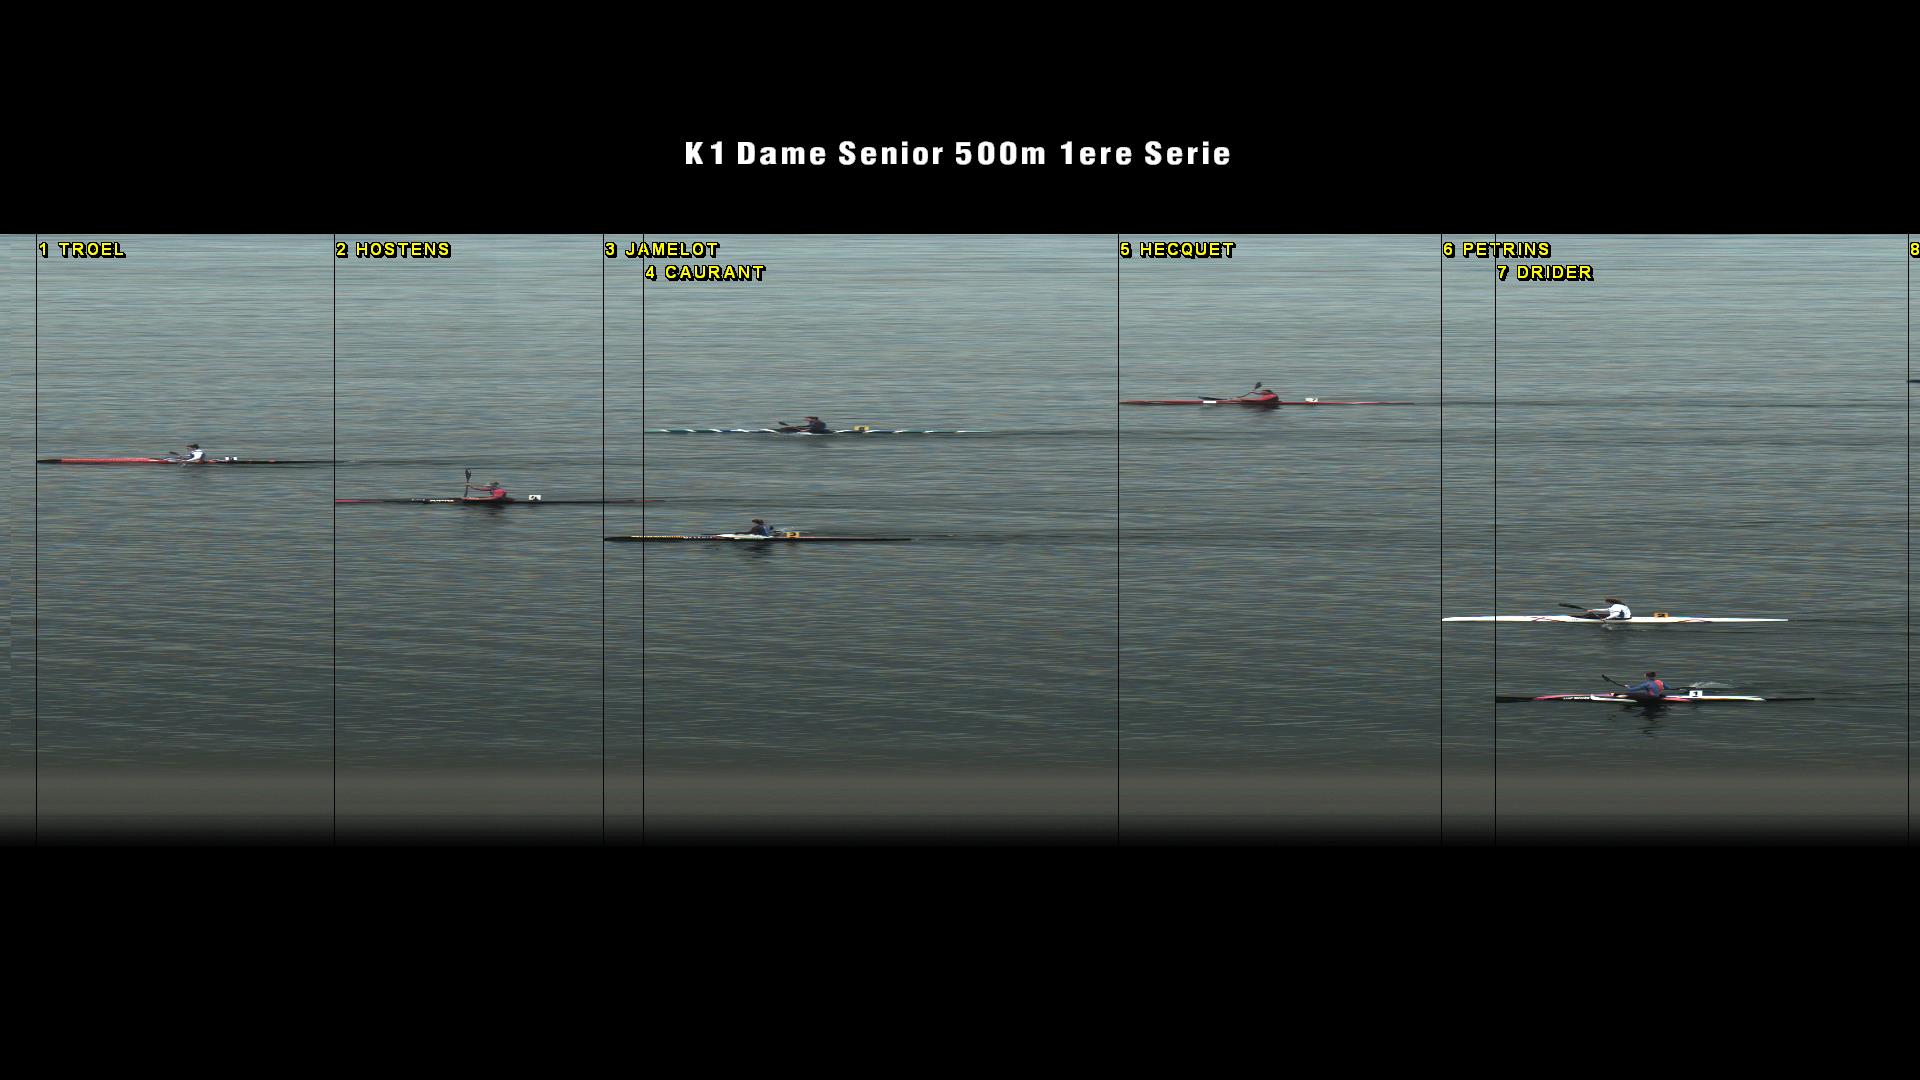 K1 Dame Senior 500m 1ere Serie
1 TROEL
2 HOSTENS
3 JAMELOT
4 CAURANT
5 HECQUET
6 PETRINS
7 DRIDER
8